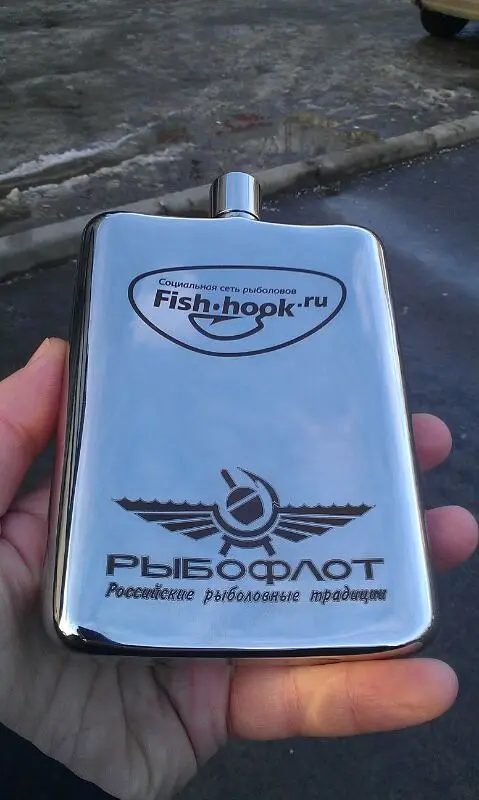 Социальная сеть рыболовов
Fish-hook.ru
РЫБОФЛОТ
Российские рыболовные традиции